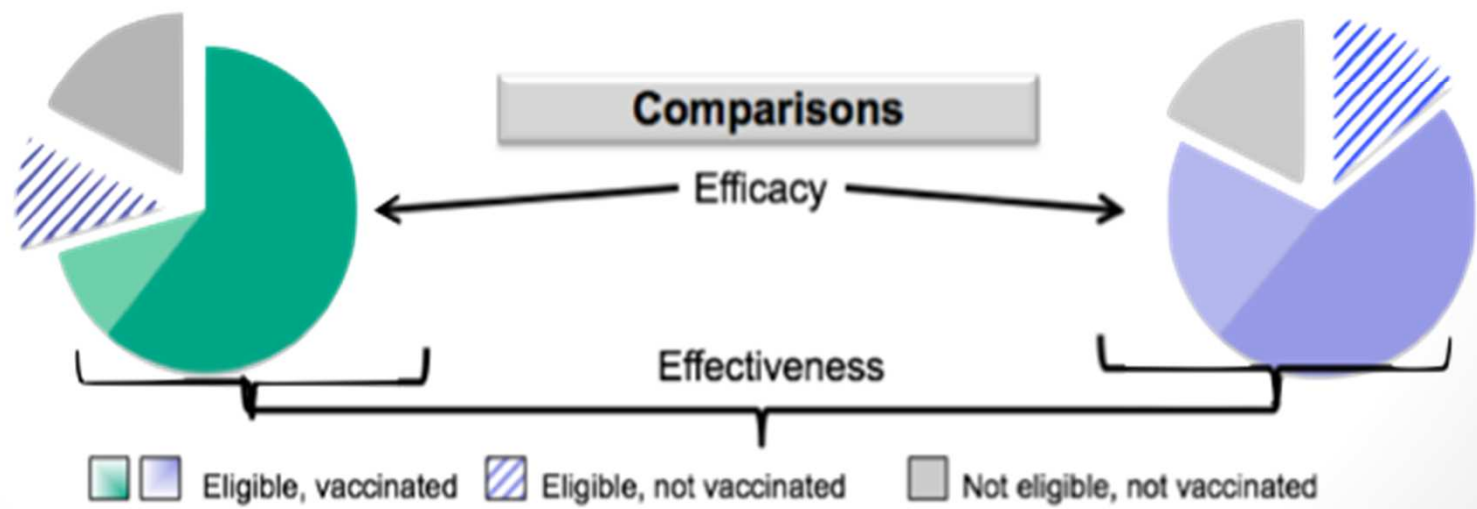 Comparisons
Efficacy
Effectiveness
Eligible, vaccinated
Eligible, not vaccinated
Not eligible, not vaccinated